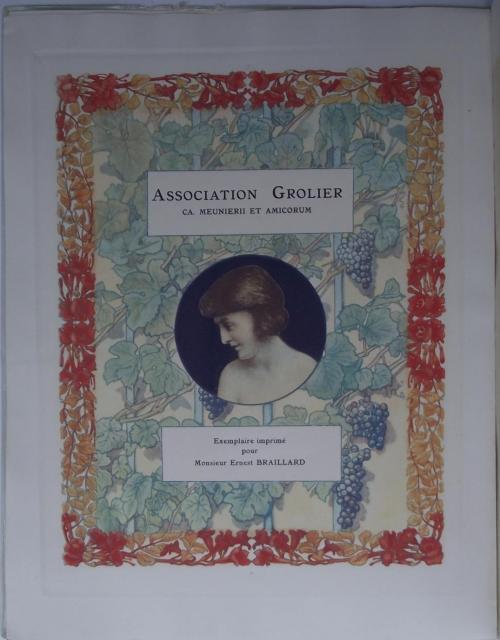 ASSOCIATION GROLIER
CA. MEUNIERII ET AMICORUM
Exemplaire imprimé
pour
Monsieur Ernest BRAILLARD